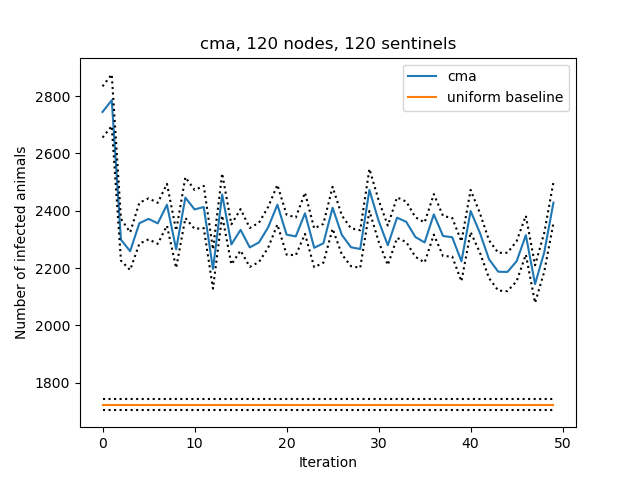 cma, 120 nodes, 120 sentinels
cma
uniform baseline
2800
2600
2400
2200
2000
1800
Number of infected animals
0 10 20 30 40 50
Iteration